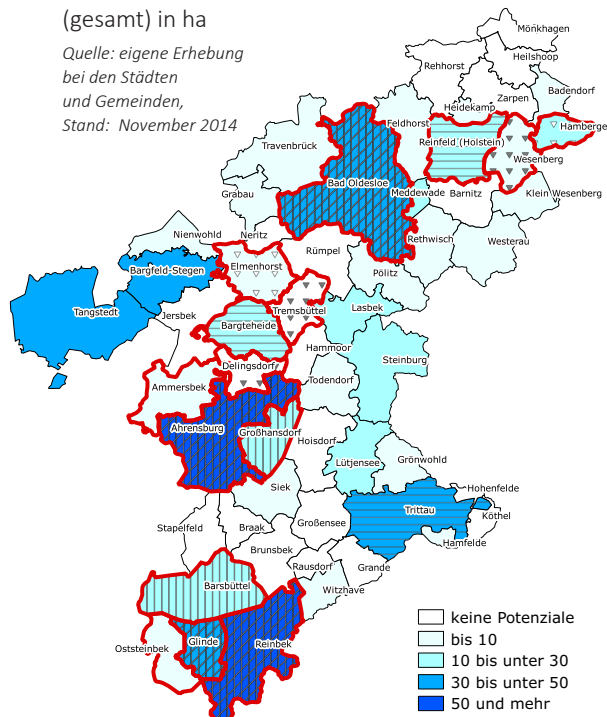 (gesamt) in ha
Quelle: eigene Erhebung
bei den Städten
und Gemeinden,
Stand: November 2014
Mönkhagen
Heilshoop
Rehhorst
Zarpen
Badendorf
Heidekamp
Feldhorst
Hamberge
Reinfeld (Holstein)
Travenbrück
Wesenberg
Bad Oldesloe
Meddewade
Barnitz
Klein Wesenberg
Grabau
Nienwohld
Neritz
Rethwisch
Westerau
Rümpel
Elmenhorst
Bargfeld-Stegen
Pölitz
Tangstedt
Jersbek
Tremsbüttel
Lasbek
Bargteheide
Hammoor
Steinburg
Delingsdorf
Todendorf
Ammersbek
Ahrensburg
Großhansdorf
Hoisdorf
Lütjensee
Grönwohld
Siek
Hohenfelde
Trittau
Köthel
Stapelfeld
Braak
Großensee
Hamfelde
Brunsbek
Rausdorf
Grande
Barsbüttel
Witzhave
Oststeinbek
Glinde
Reinbek
keine Potenziale
bis 10
10 bis unter 30
30 bis unter 50
50 und mehr